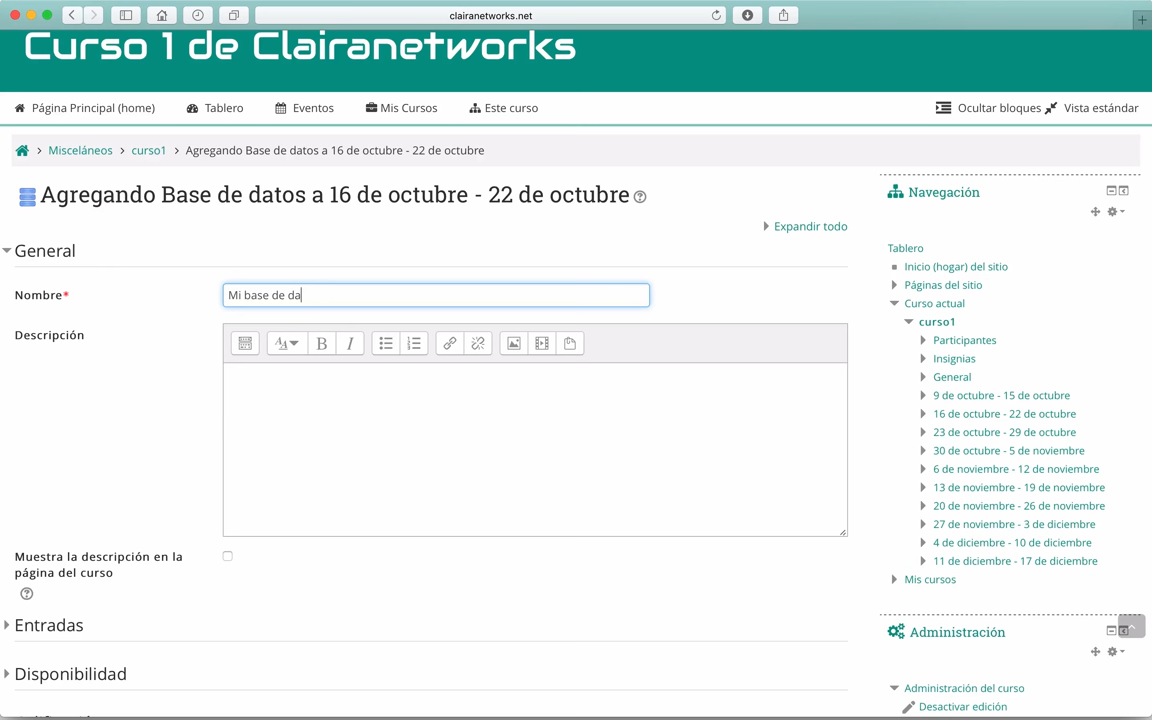 clairanetworks.net
Curso 1 de Clairanetworks
Página Principal (home) Tablero Eventos Mis Cursos Este curso Ocultar bloques Vista estándar
Misceláneos > curso1 > Agregando Base de datos a 16 de octubre - 22 de octubre
Agregando Base de datos a 16 de octubre - 22 de octubre
Expandir todo
General
Nombre*
Mi base de da
Descripción
Muestra la descripción en la
página del curso
Entradas
Disponibilidad
Navegación
Tablero
Inicio (hogar) del sitio
Páginas del sitio
Curso actual
curso1
Participantes
Insignias
General
9 de octubre - 15 de octubre
16 de octubre - 22 de octubre
23 de octubre - 29 de octubre
30 de octubre - 5 de noviembre
6 de noviembre - 12 de noviembre
13 de noviembre - 19 de noviembre
20 de noviembre - 26 de noviembre
27 de noviembre - 3 de diciembre
4 de diciembre - 10 de diciembre
11 de diciembre - 17 de diciembre
Mis cursos
Administración
Administración del curso
Desactivar edición